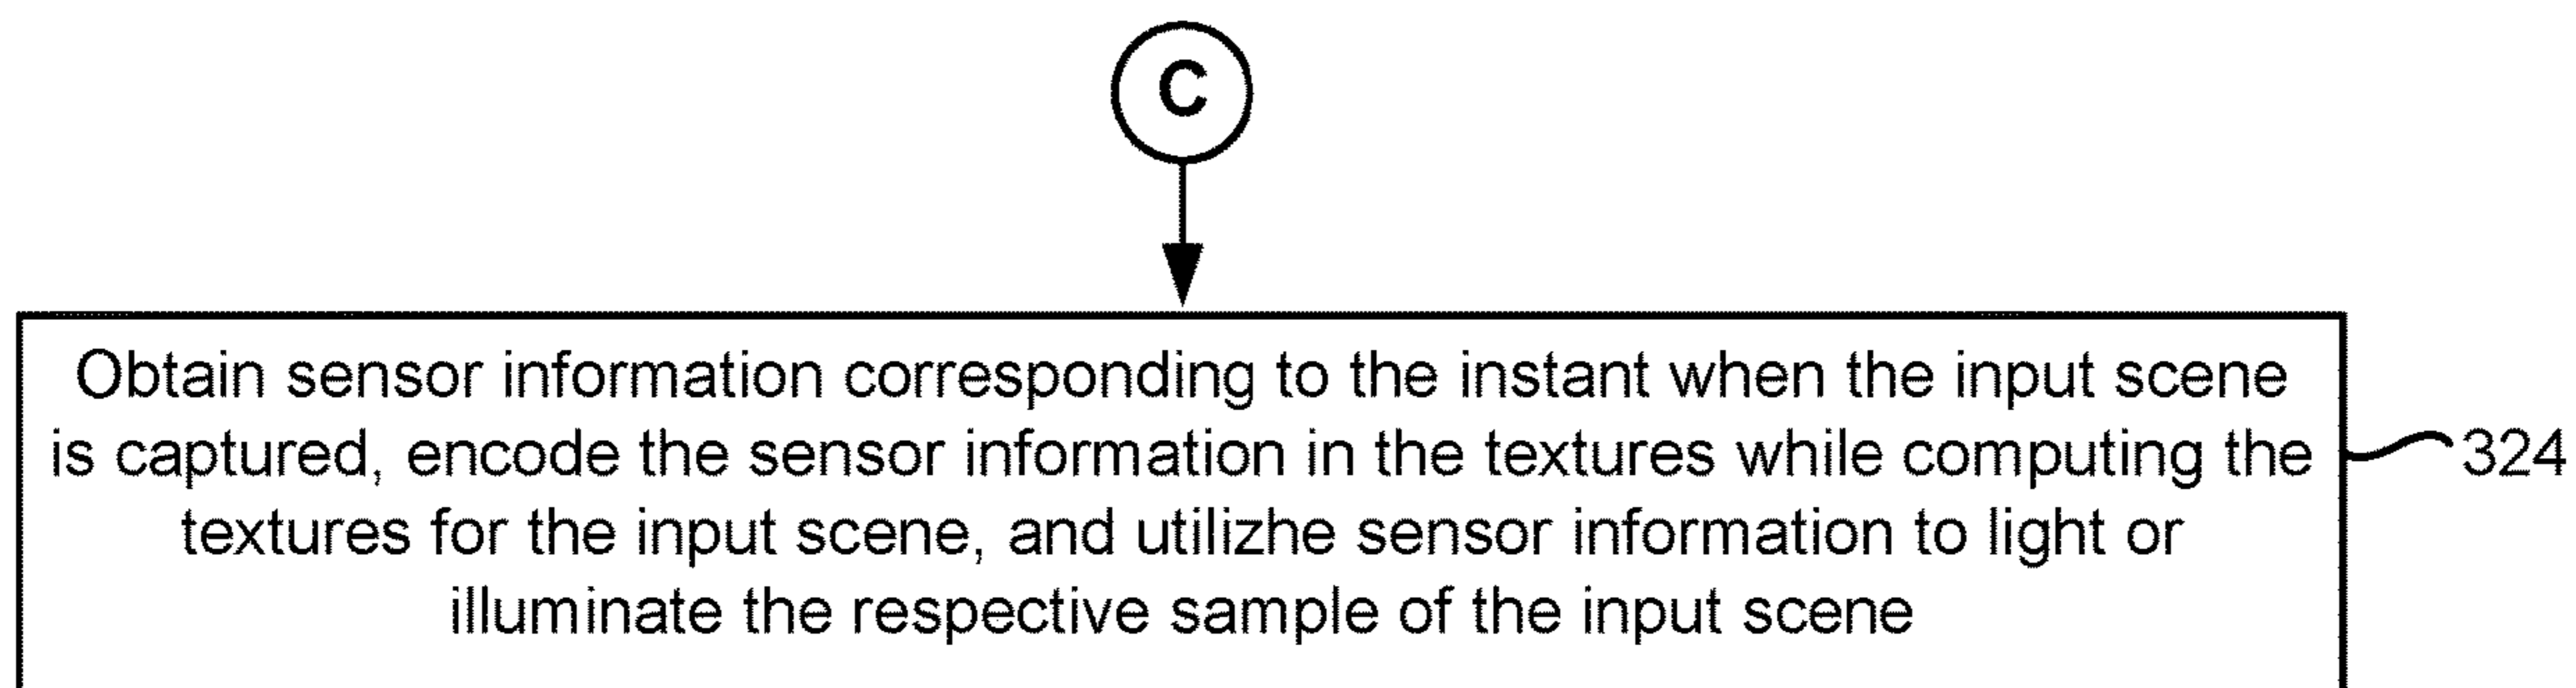 C
Obtain sensor information corresponding to the instant when the input scene
is captured, encode the sensor information in the textures while computing the
324
textures for the input scene, and utilizhe sensor information to light or
illuminate the respective sample of the input scene